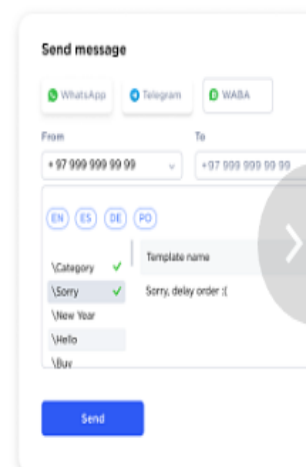 Send message
WhatsApp Telegram WABA
From To
+ 97 999 999 99 99 +97 999 999 99 99
EN ES DE PO
\Category Template name
\Sorry Sorry, delay order :(
\New Year
\Hello
\Buy
Send